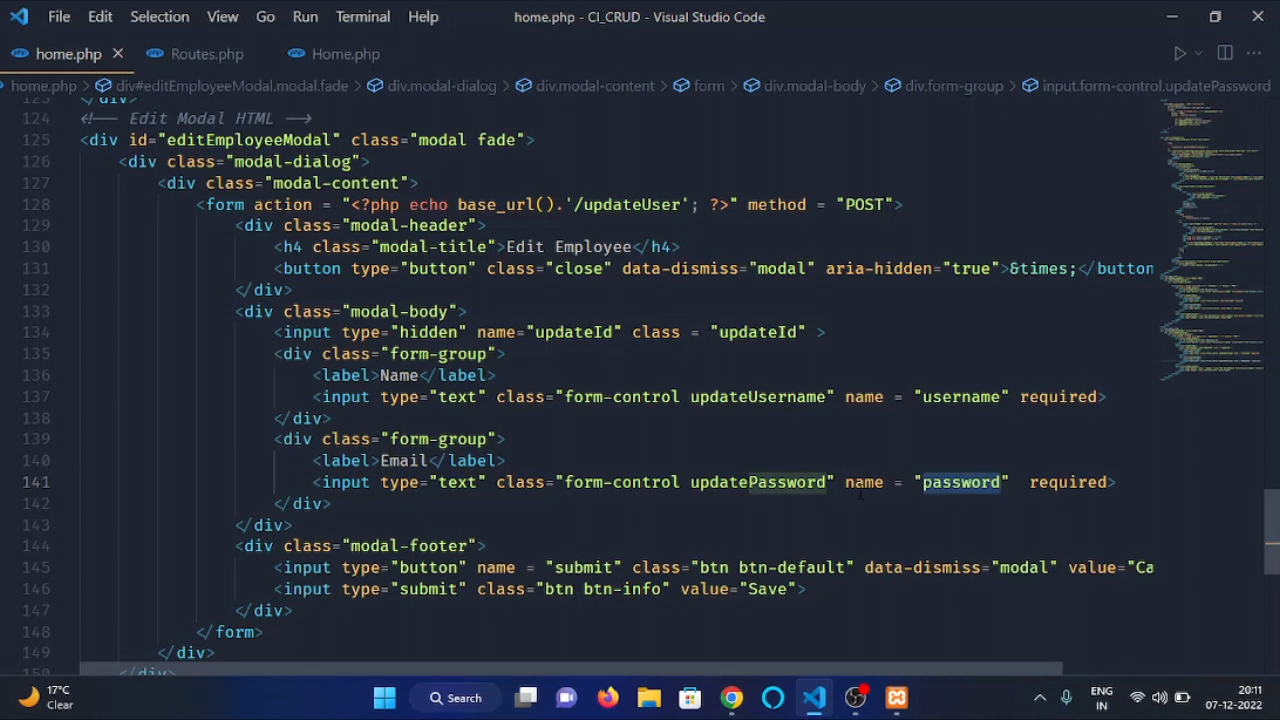 File Edit Selection View Go Run Terminal Help home.php - CI_CRUD - Visual Studio Code
home.php Routes.php Home.php
home.php > div#editEmployeeModal.modal.fade > div.modal-dialog > div.modal-content > form > div.modal-body > div.form-group > input.form-control.updatePassword
123 </div>
124 <!-- Edit Modal HTML -->
125 <div id="editEmployeeModal" class="modal fade">
126 <div class="modal-dialog">
127 <div class="modal-content">
128 <form action = "<?php echo base_url().'/updateUser'; ?>" method = "POST">
129 <div class="modal-header">
130 <h4 class="modal-title">Edit Employee</h4>
131 <button type="button" class="close" data-dismiss="modal" aria-hidden="true">&times;</button
132 </div>
133 <div class="modal-body">
134 <input type="hidden" name="updateId" class = "updateId" >
135 <div class="form-group">
136 <label>Name</label>
137 <input type="text" class="form-control updateUsername" name = "username" required>
138 </div>
139 <div class="form-group">
140 <label>Email</label>
141 <input type="text" class="form-control updatePassword" name = "password" required>
142 </div>
143 </div>
144 <div class="modal-footer">
145 <input type="button" name = "submit" class="btn btn-default" data-dismiss="modal" value="Ca
146 <input type="submit" class="btn btn-info" value="Save">
147 </div>
148 </form>
149 </div>
150 </div>
17°C
Clear
Search
ENG
IN
20:11
07-12-2022